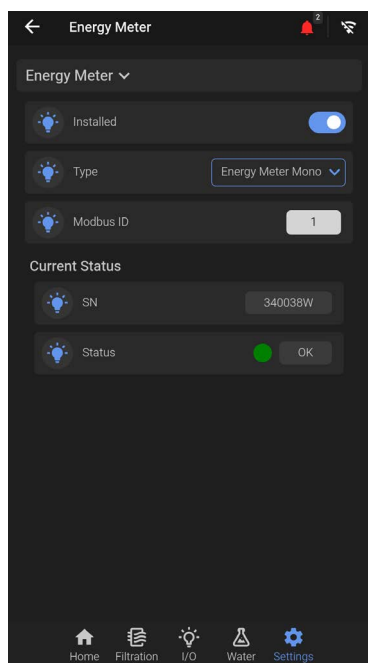 Energy Meter
2
Energy Meter
Installed
Type
Energy Meter Mono
Modbus ID
1
Current Status
SN
340038W
Status
OK
Home
Filtration
I/O
Water
Settings